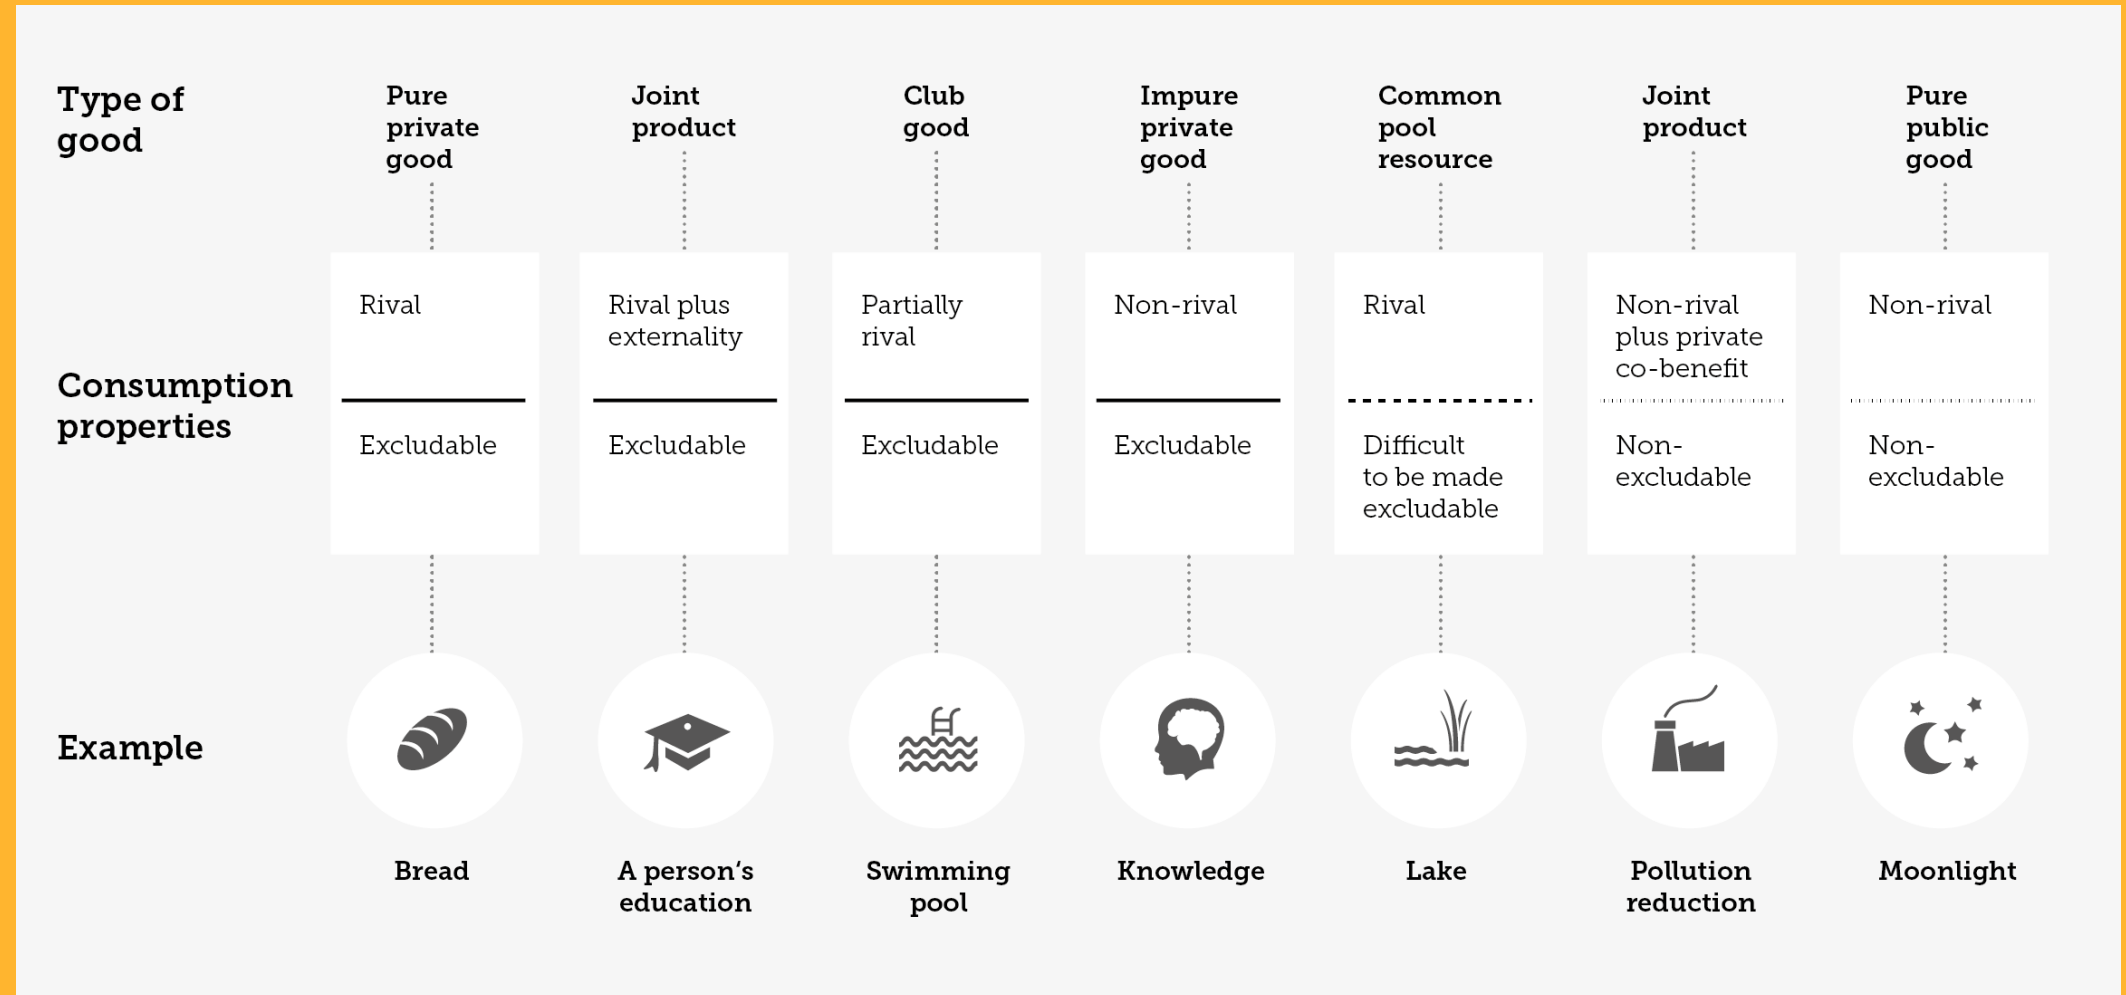 Type of
good
Pure
private
good
Joint
product
Club
good
Impure
private
good
Common
pool
resource
Joint
product
Pure
public
good
Consumption
properties
Rival
Excludable
Rival plus
externality
Excludable
Partially
rival
Excludable
Non-rival
Excludable
Rival
Difficult
to be made
excludable
Non-rival
plus private
co-benefit
Non-
excludable
Non-rival
Non-
excludable
Example
Bread
A person‘s
education
Swimming
pool
Knowledge
Lake
Pollution
reduction
Moonlight